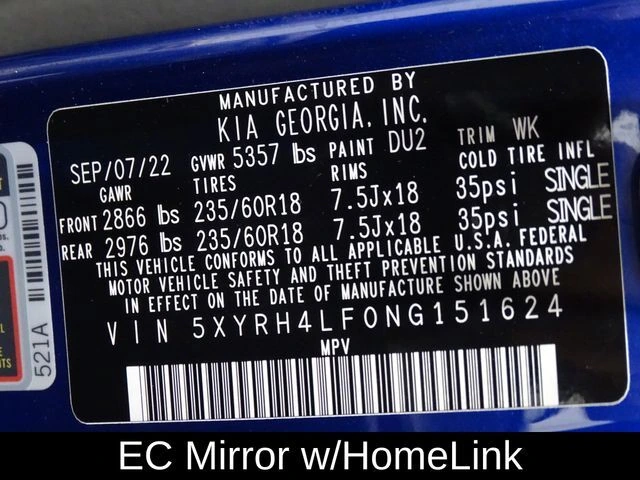 MANUFACTURED BY
KIA GEORGIA, INC.
SEP/07/22 GVWR 5357 lbs PAINT DU2 TRIM WK
GAWR TIRES RIMS COLD TIRE INFL
FRONT 2866 lbs 235/60R18 7.5Jx18 35psi SINGLE
REAR 2976 lbs 235/60R18 7.5Jx18 35psi SINGLE
THIS VEHICLE CONFORMS TO ALL APPLICABLE U.S.A. FEDERAL
MOTOR VEHICLE SAFETY AND THEFT PREVENTION STANDARDS
IN EFFECT ON THE DATE OF MANUFACTURE SHOWN ABOVE
VIN 5XYRH4LF0NG151624
MPV
521A
EC Mirror w/HomeLink